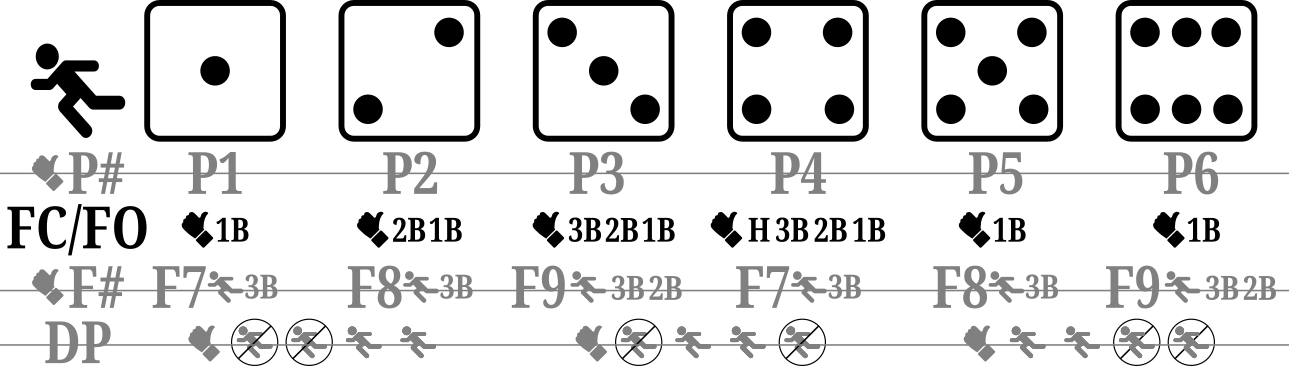 P# P1 P2 P3 P4 P5 P6
FC/FO 1B 2B 1B 3B 2B 1B H 3B 2B 1B 1B 1B
F# F7 3B F8 3B F9 3B 2B F7 3B F8 3B F9 3B 2B
DP